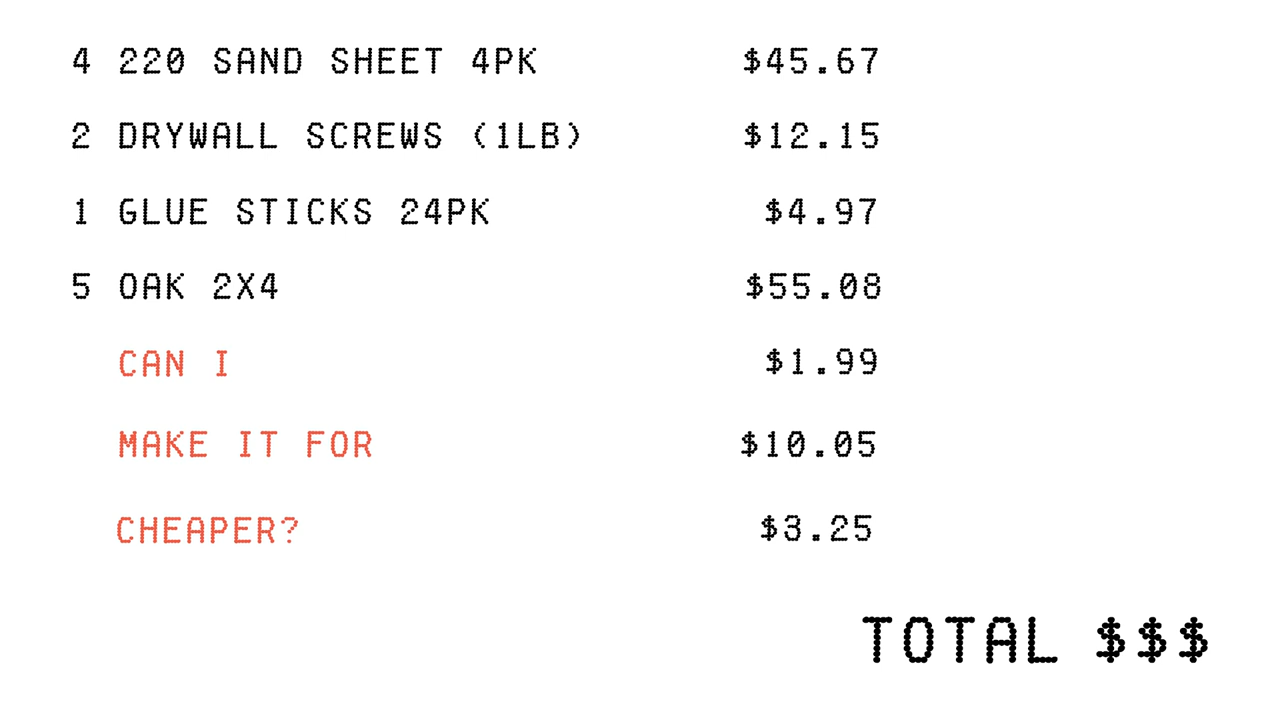 4 220 SAND SHEET 4PK $45.67
2 DRYWALL SCREWS (1LB) $12.15
1 GLUE STICKS 24PK $4.97
5 OAK 2X4 $55.08
CAN I $1.99
MAKE IT FOR $10.05
CHEAPER? $3.25
TOTAL $$$